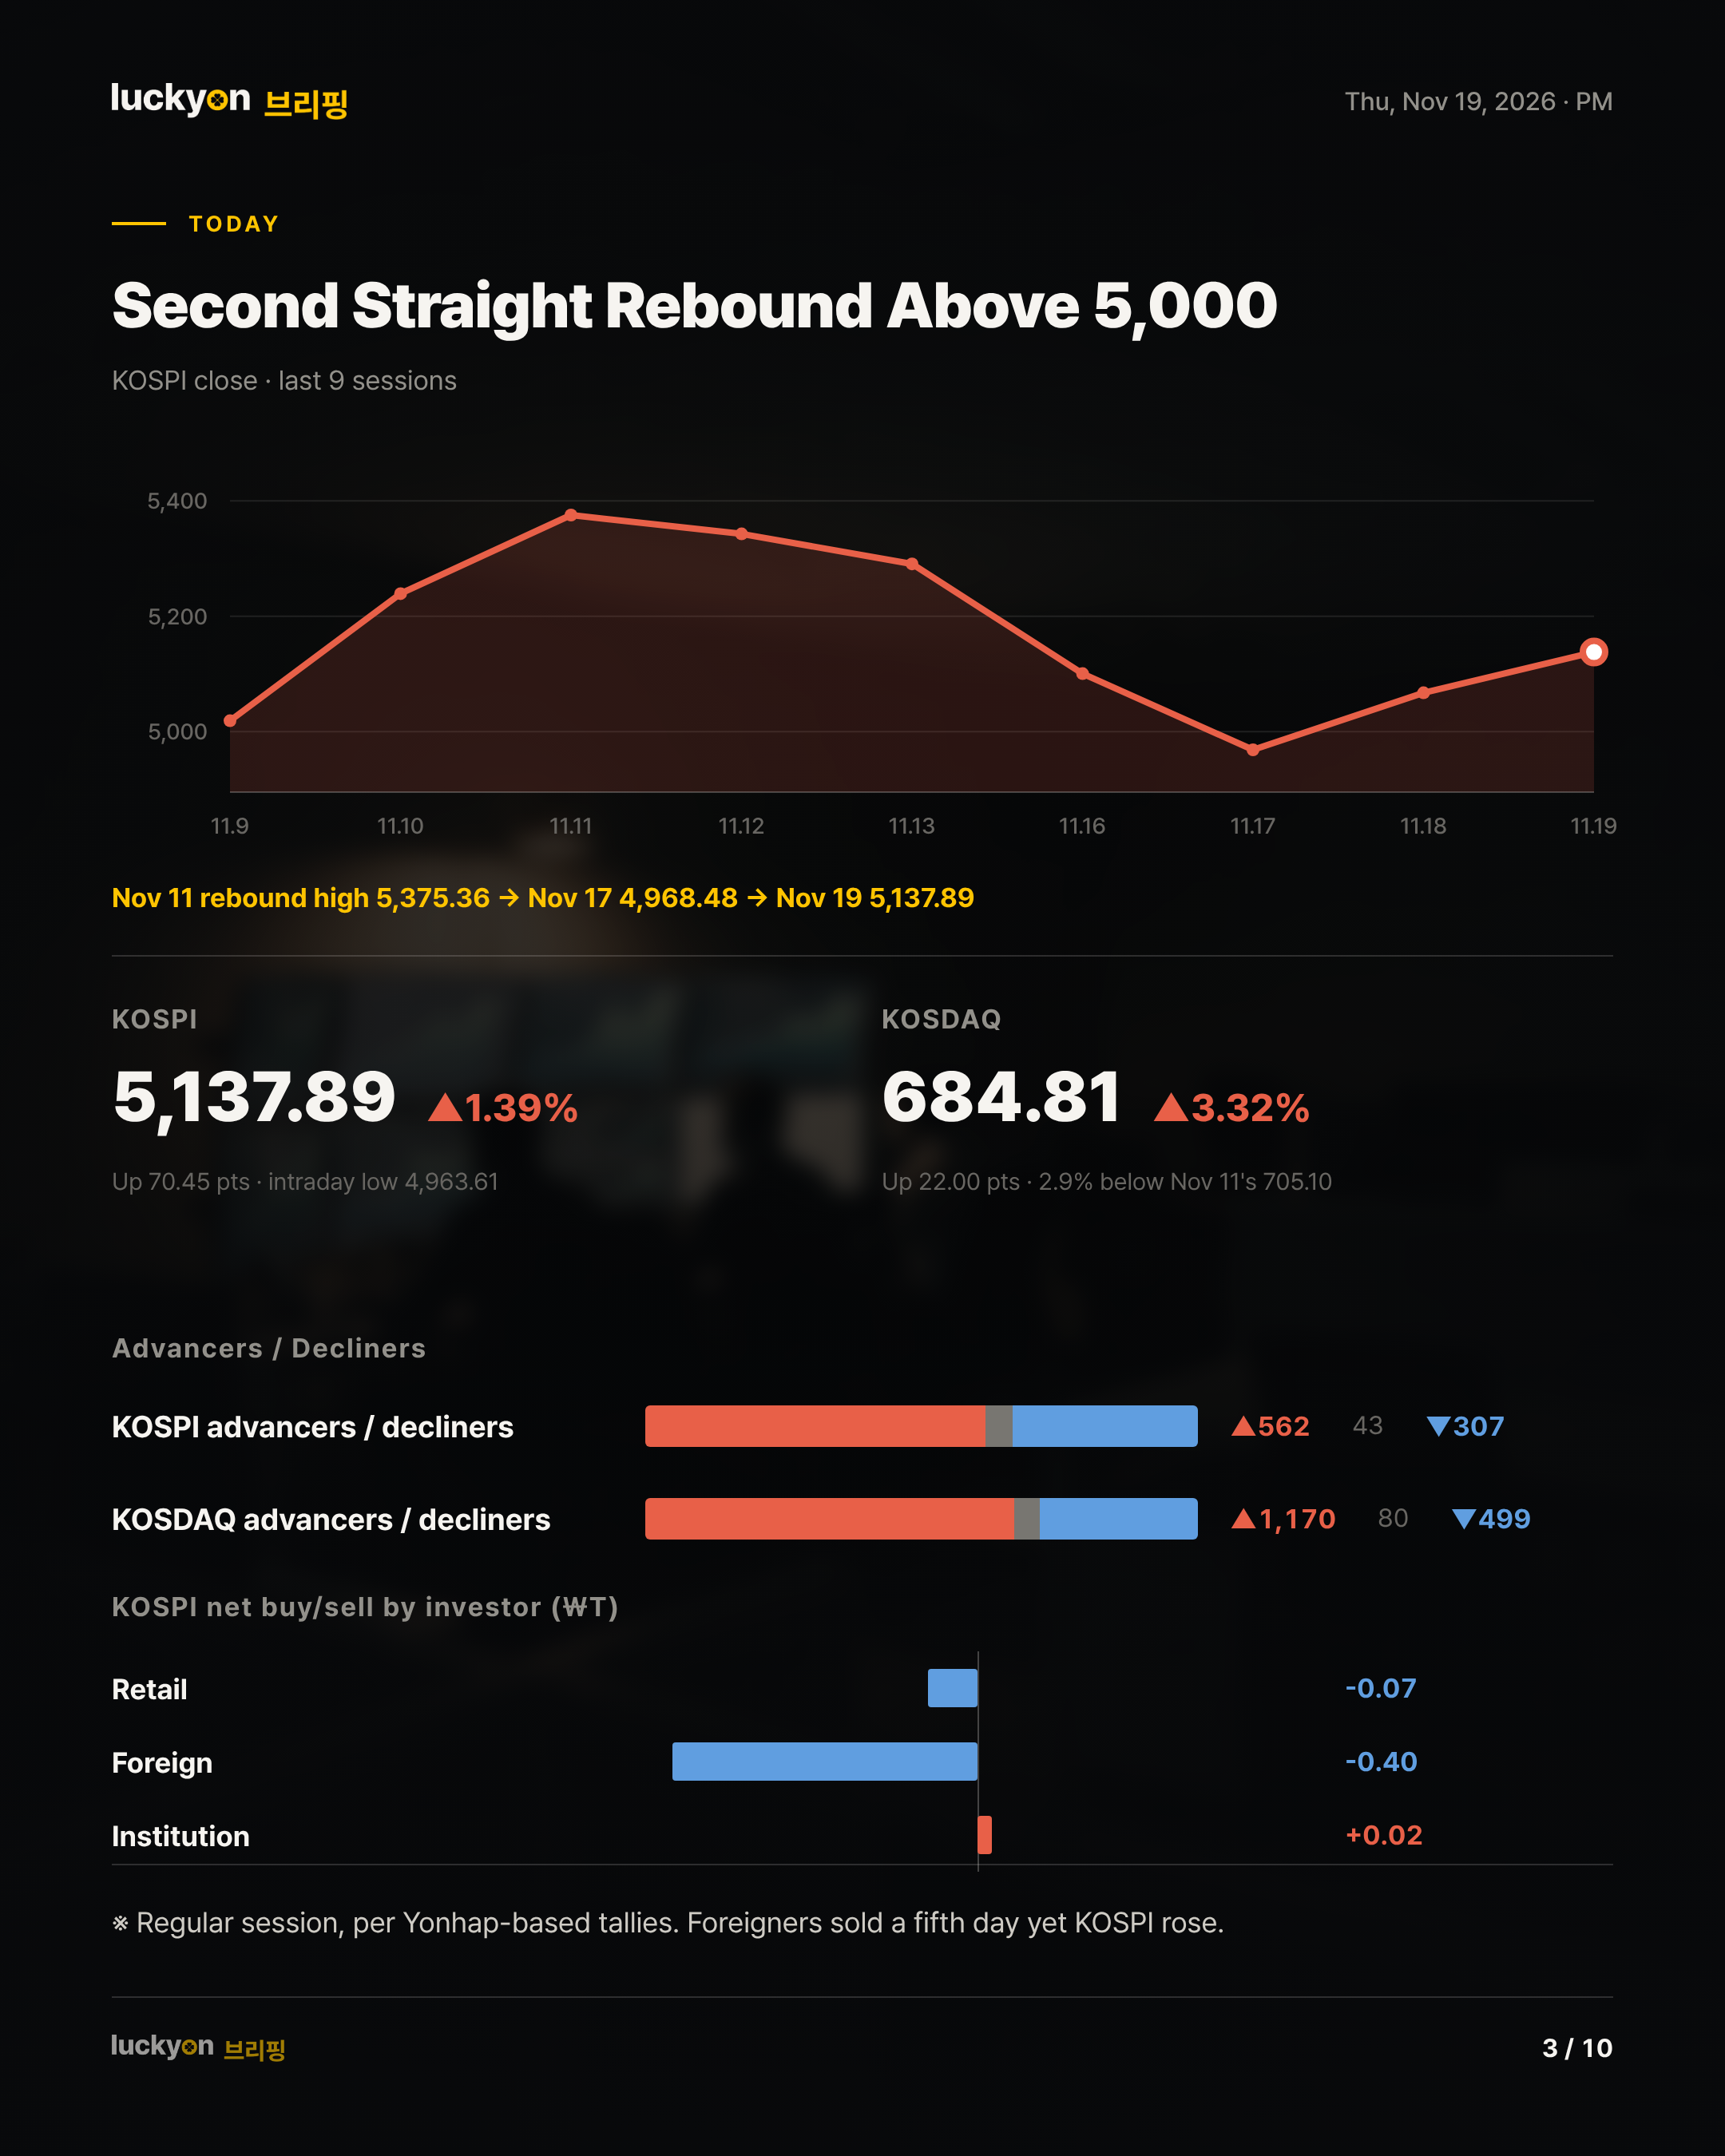 luckyon 브리핑
Thu, Nov 19, 2026 · PM
TODAY
Second Straight Rebound Above 5,000
KOSPI close · last 9 sessions
5,400
5,200
5,000
11.9 11.10 11.11 11.12 11.13 11.16 11.17 11.18 11.19
Nov 11 rebound high 5,375.36 → Nov 17 4,968.48 → Nov 19 5,137.89
KOSPI
5,137.89 ▲1.39%
Up 70.45 pts · intraday low 4,963.61
KOSDAQ
684.81 ▲3.32%
Up 22.00 pts · 2.9% below Nov 11's 705.10
Advancers / Decliners
KOSPI advancers / decliners ▲562 43 ▼307
KOSDAQ advancers / decliners ▲1,170 80 ▼499
KOSPI net buy/sell by investor (₩T)
Retail -0.07
Foreign -0.40
Institution +0.02
※ Regular session, per Yonhap-based tallies. Foreigners sold a fifth day yet KOSPI rose.
luckyon 브리핑
3 / 10